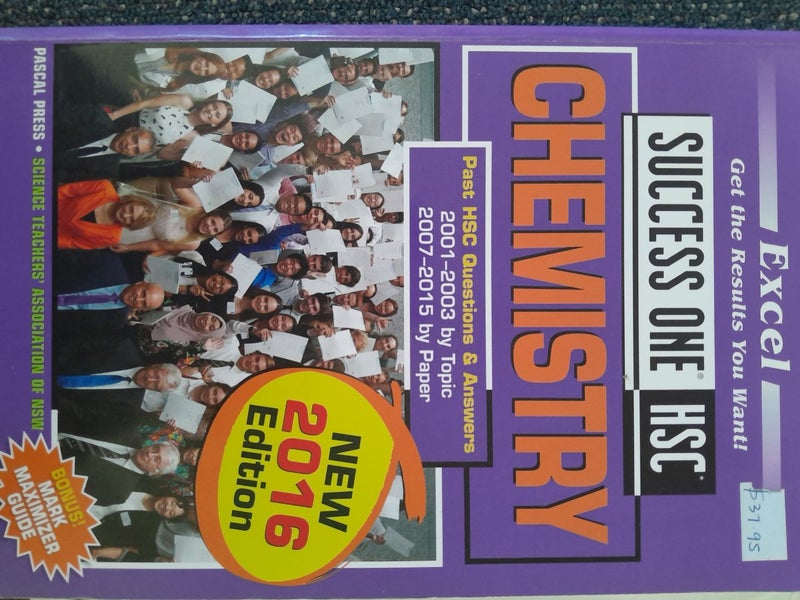 Excel
Get the Results You Want!
SUCCESS ONE® HSC*
CHEMISTRY
Past HSC Questions & Answers
2001–2003 by Topic
2007–2015 by Paper
NEW
2016
Edition
BONUS!
MARK
MAXIMIZER
GUIDE
PASCAL PRESS • SCIENCE TEACHERS' ASSOCIATION OF NSW
$37.95